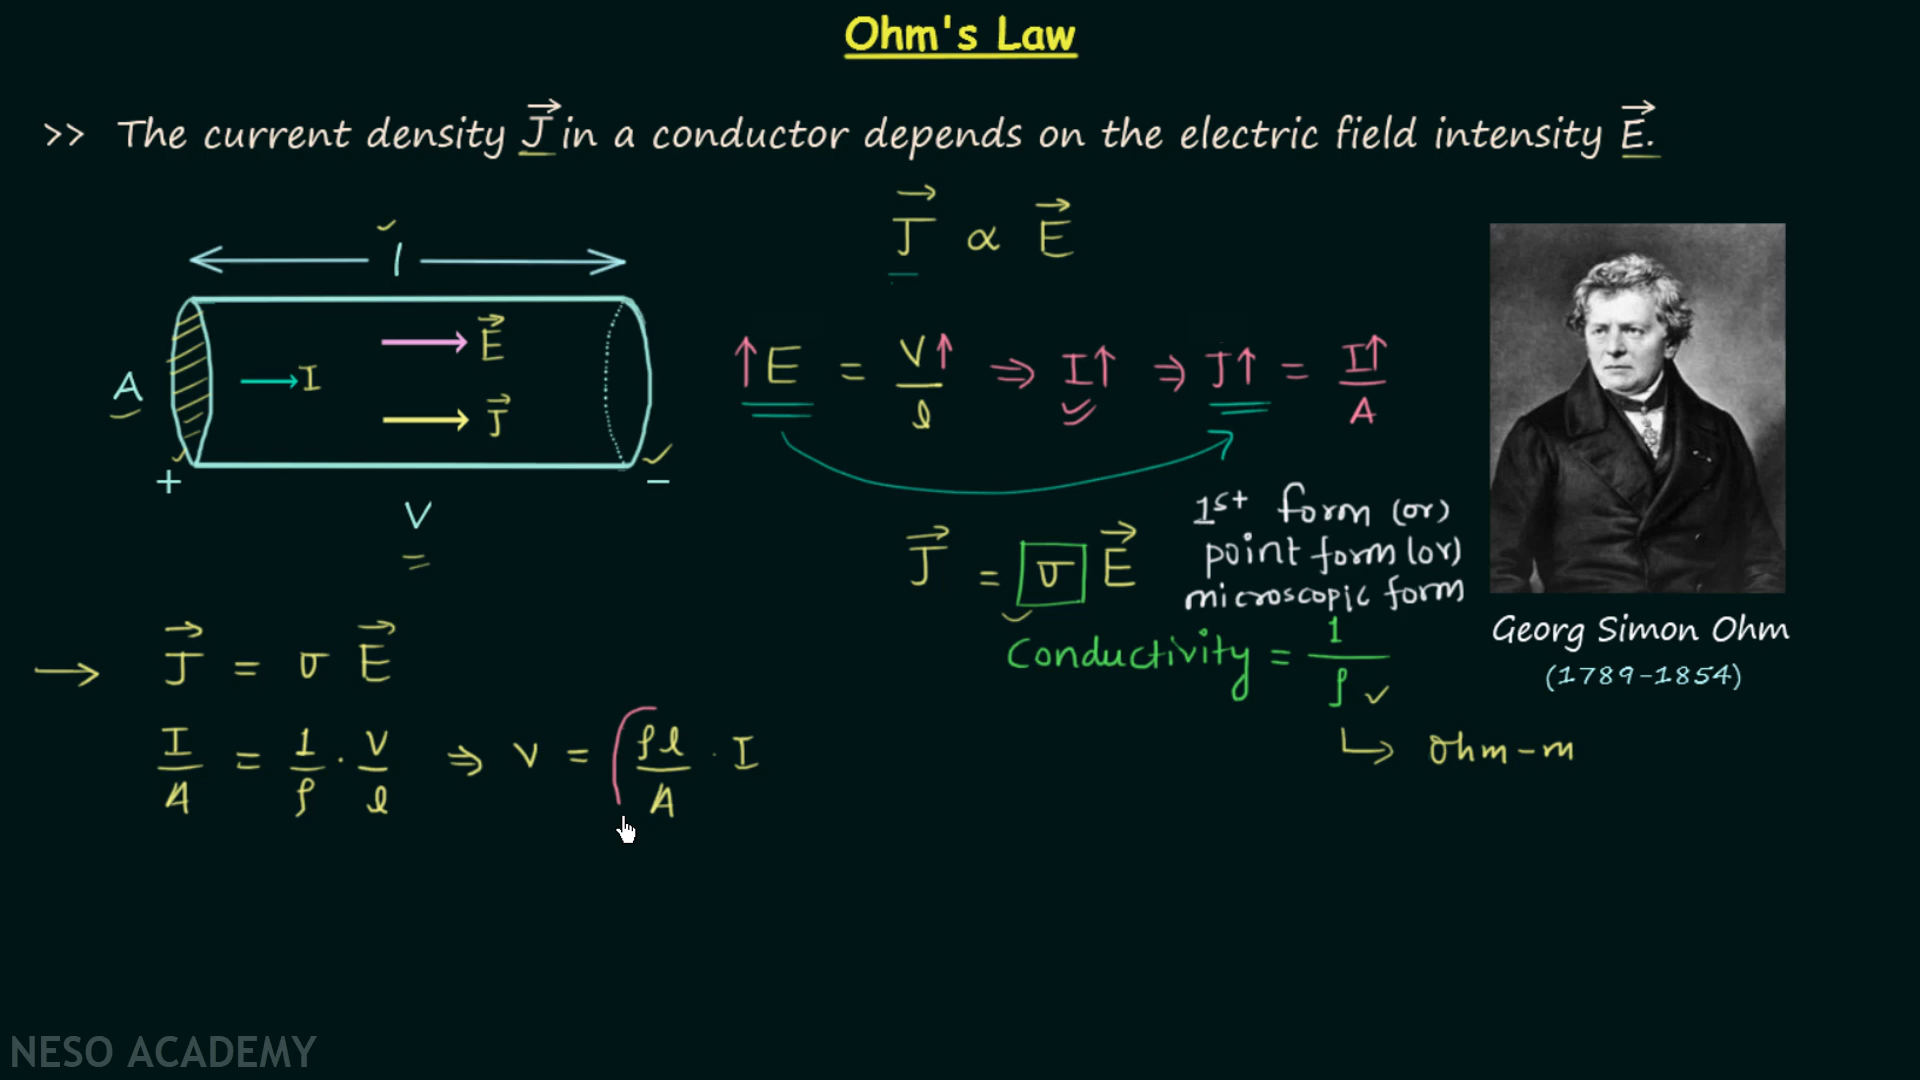 Ohm's Law
>> The current density J⃗ in a conductor depends on the electric field intensity E⃗.
J⃗ ∝ E⃗
l
E⃗
I
J⃗
A
+
-
V
↑E = V↑/l ⇒ I↑ ⇒ J↑ = I↑/A
J⃗ = σ E⃗
1st form (or)
point form (or)
microscopic form
Conductivity = 1/ρ
↳ Ohm-m
Georg Simon Ohm
(1789-1854)
→ J⃗ = σ E⃗
I/A = 1/ρ · V/l ⇒ V = ρl/A · I
NESO ACADEMY